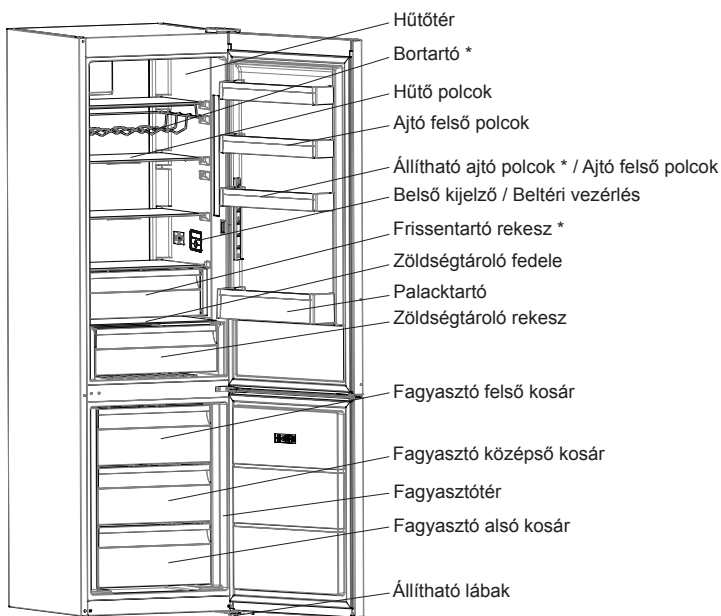 Hűtőtér
Bortartó *
Hűtő polcok
Ajtó felső polcok
Állítható ajtó polcok * / Ajtó felső polcok
Belső kijelző / Beltéri vezérlés
Frissentartó rekesz *
Zöldségtároló fedele
Palacktartó
Zöldségtároló rekesz
Fagyasztó felső kosár
Fagyasztó középső kosár
Fagyasztótér
Fagyasztó alsó kosár
Állítható lábak